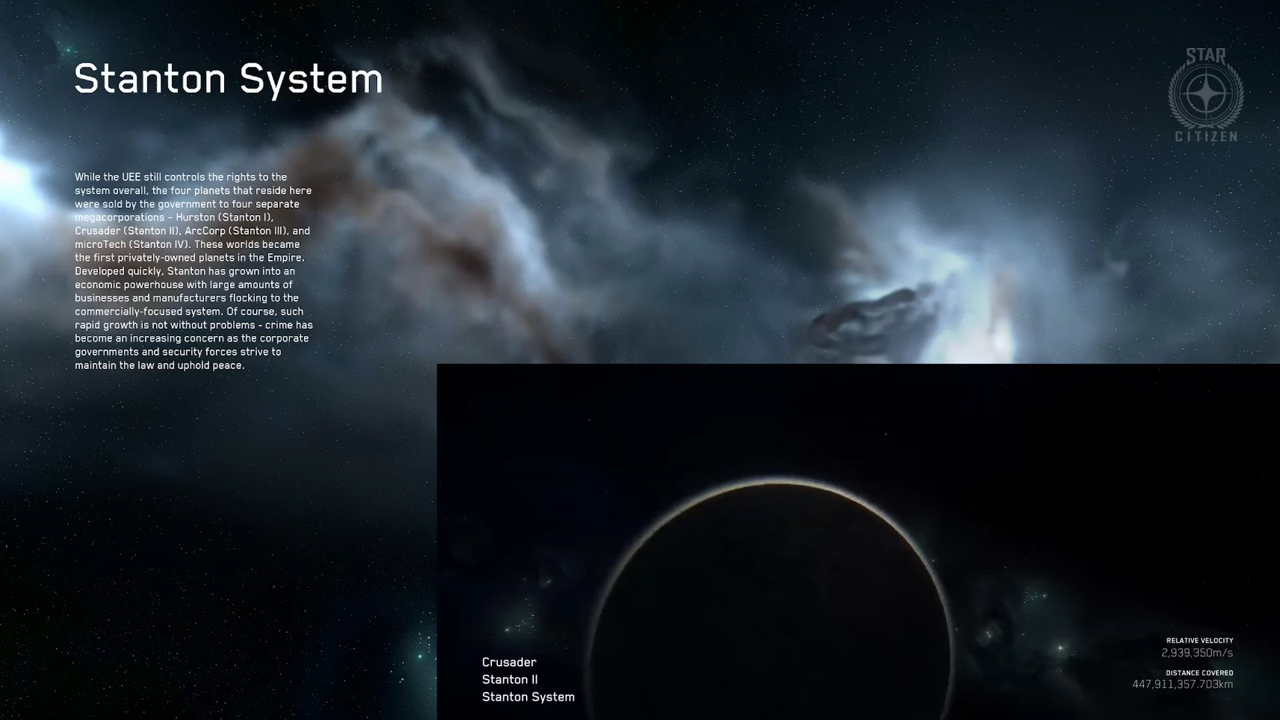 Stanton System
STAR
CITIZEN
While the UEE still controls the rights to the
system overall, the four planets that reside here
were sold by the government to four separate
megacorporations – Hurston (Stanton I),
Crusader (Stanton II), ArcCorp (Stanton III), and
microTech (Stanton IV). These worlds became
the first privately-owned planets in the Empire.
Developed quickly, Stanton has grown into an
economic powerhouse with large amounts of
businesses and manufacturers flocking to the
commercially-focused system. Of course, such
rapid growth is not without problems - crime has
become an increasing concern as the corporate
governments and security forces strive to
maintain the law and uphold peace.
Crusader
Stanton II
Stanton System
RELATIVE VELOCITY
2,939,350m/s
DISTANCE COVERED
447,911,357.703km